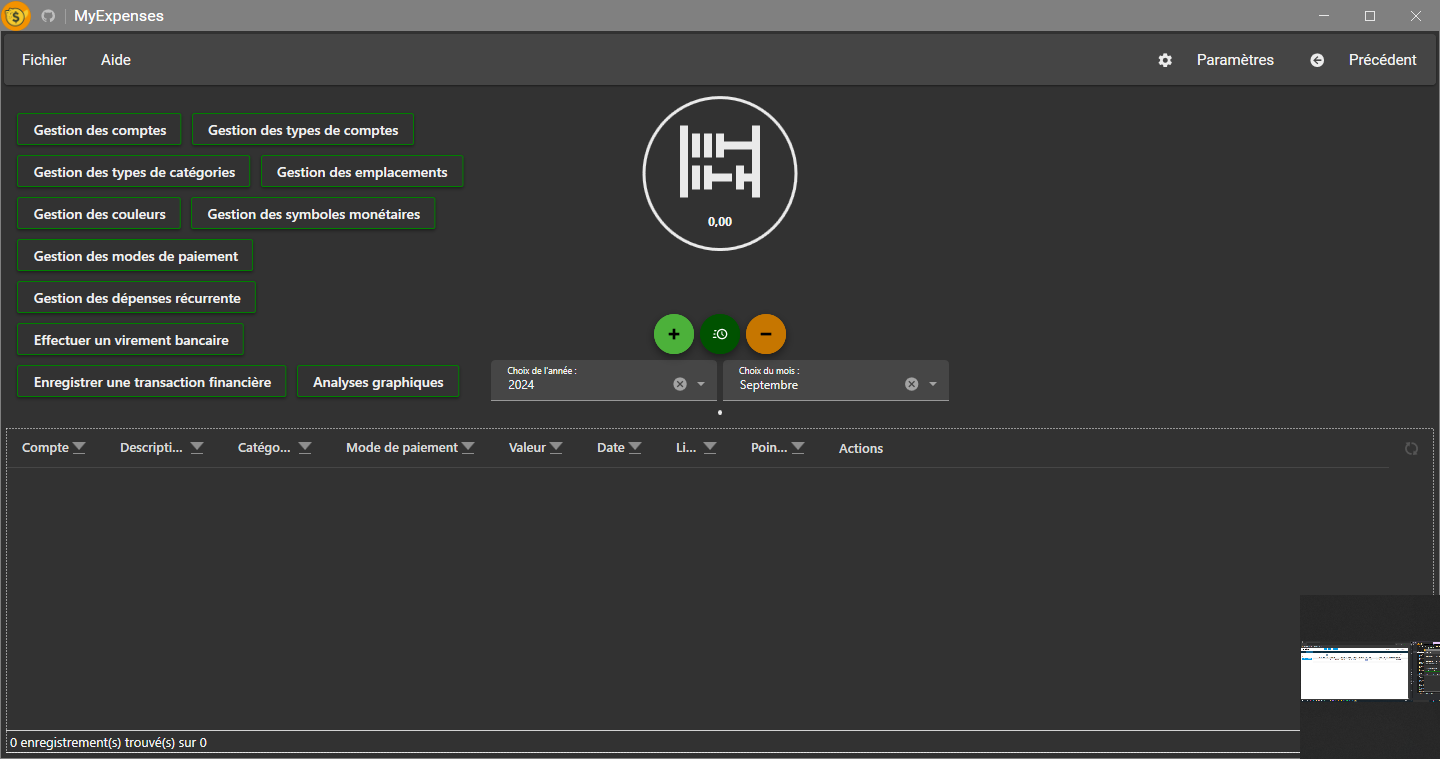 MyExpenses
Fichier Aide Paramètres Précédent
Gestion des comptes Gestion des types de comptes
Gestion des types de catégories Gestion des emplacements
Gestion des couleurs Gestion des symboles monétaires
0,00
Gestion des modes de paiement
Gestion des dépenses récurrente
Effectuer un virement bancaire
Enregistrer une transaction financière Analyses graphiques
Choix de l'année : Choix du mois :
2024 Septembre
Compte Descripti... Catégo... Mode de paiement Valeur Date Li... Poin... Actions
0 enregistrement(s) trouvé(s) sur 0